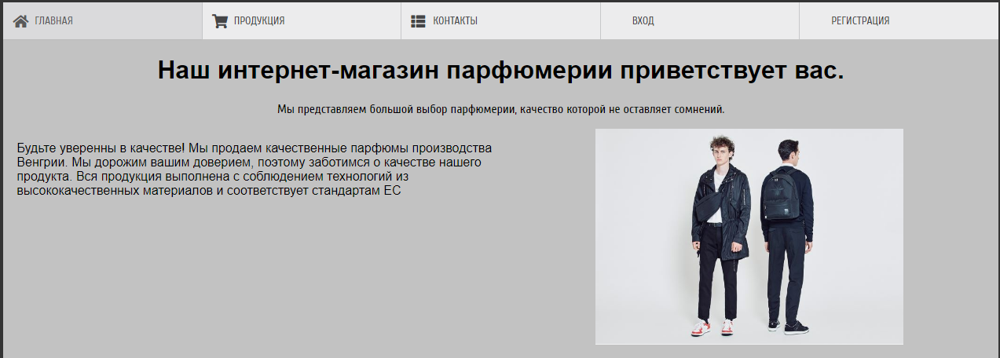 ГЛАВНАЯ
ПРОДУКЦИЯ
КОНТАКТЫ
ВХОД
РЕГИСТРАЦИЯ
Наш интернет-магазин парфюмерии приветствует вас.
Мы представляем большой выбор парфюмерии, качество которой не оставляет сомнений.
Будьте уверенны в качестве! Мы продаем качественные парфюмы производства
Венгрии. Мы дорожим вашим доверием, поэтому заботимся о качестве нашего
продукта. Вся продукция выполнена с соблюдением технологий из
высококачественных материалов и соответствует стандартам ЕС